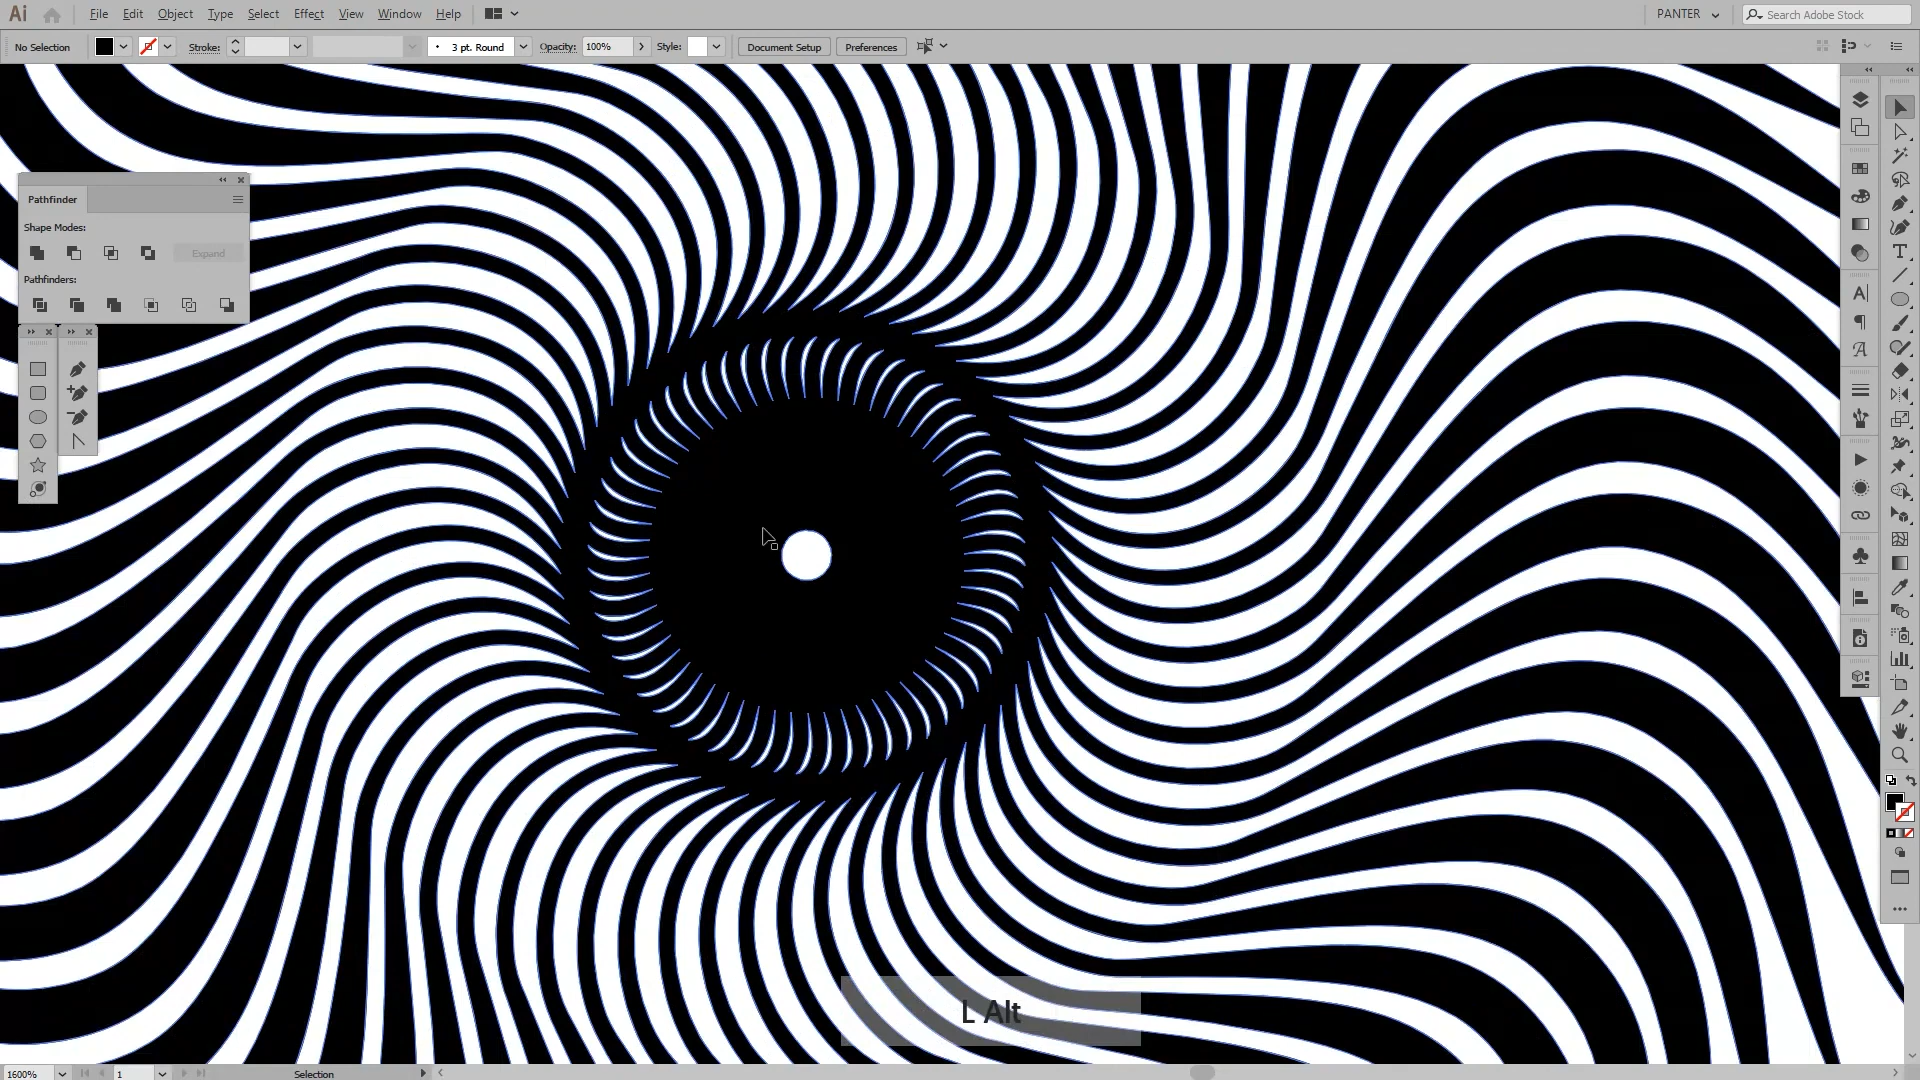 Ai File Edit Object Type Select Effect View Window Help PANTER Search Adobe Stock
No Selection Stroke: 3 pt. Round Opacity: 100% Style: Document Setup Preferences
Pathfinder
Shape Modes:
Expand
Pathfinders:
L Alt
1600% 1 Selection